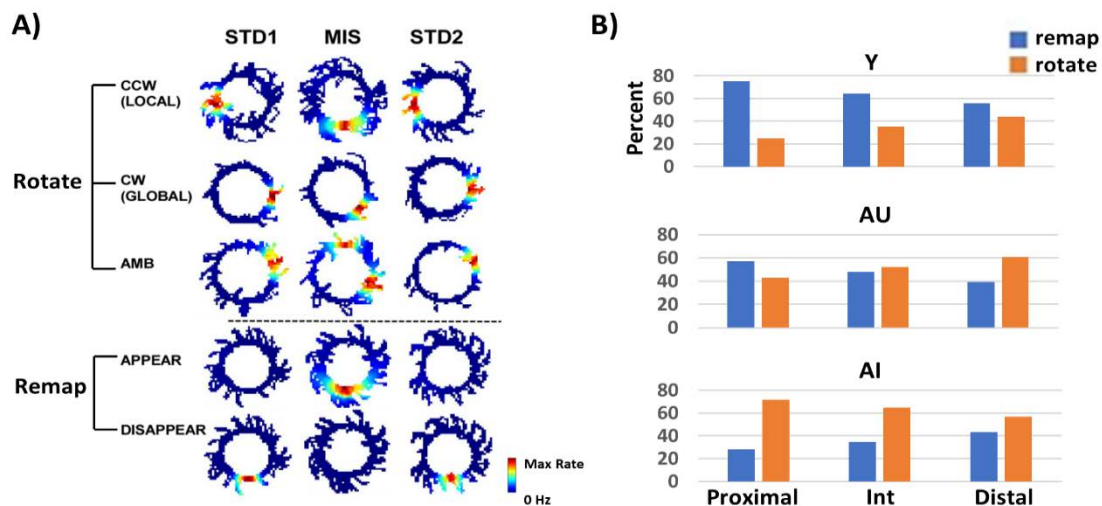 A)
STD1 MIS STD2
CCW
(LOCAL)
Rotate
CW
(GLOBAL)
AMB
APPEAR
Remap
DISAPPEAR
Max Rate
0 Hz
B)
remap
rotate
Y
Percent
80
60
40
20
0
AU
80
60
40
20
0
AI
80
60
40
20
0
Proximal Int Distal